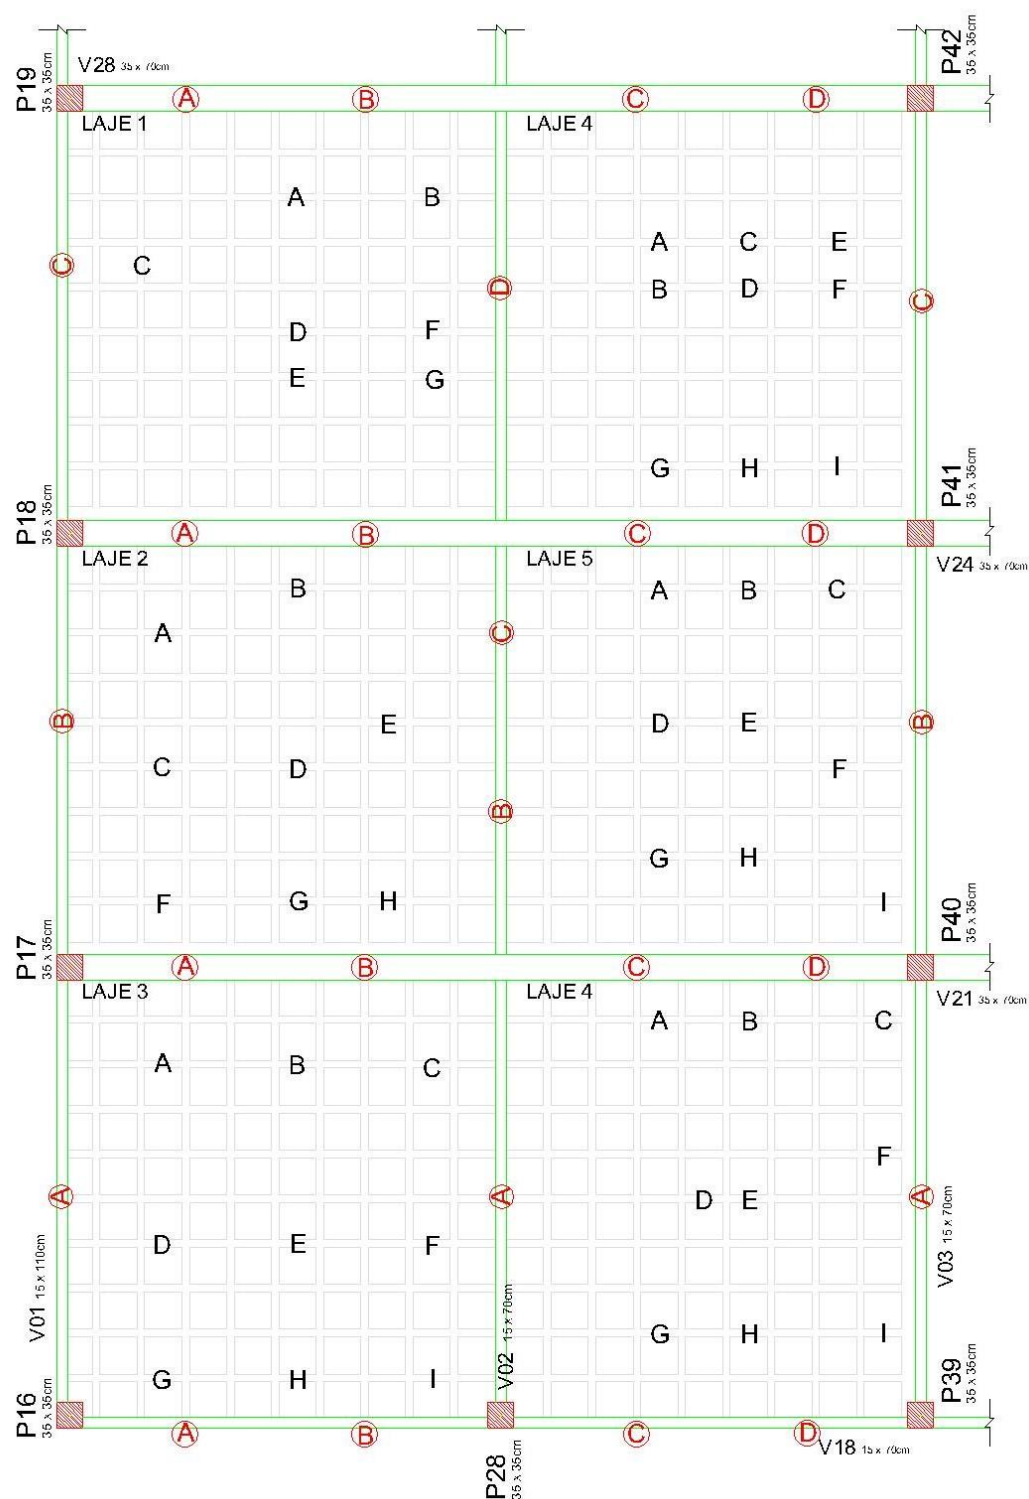 P19 35 x 35cm
V28 35 x 70cm
P42 35 x 35cm
A B C D
LAJE 1
LAJE 4
A B
A C E
C C
B D F
D
C
D F
E G
G H I
P18 35 x 35cm
P41 35 x 35cm
A B C D
LAJE 2
LAJE 5
V24 35 x 70cm
B
A B C
A
C
B
E
D E
B
C D
F
B
G H
F G H
I
P17 35 x 35cm
P40 35 x 35cm
A B C D
LAJE 3
LAJE 4
V21 35 x 70cm
A B C
A B C
F
A
A
D E
A
D E F
V01 15 x 110cm
V02 15 x 70cm
V03 15 x 70cm
G H I
G H I
P16 35 x 35cm
P39 35 x 35cm
A B C D
V18 15 x 70cm
P28 35 x 35cm